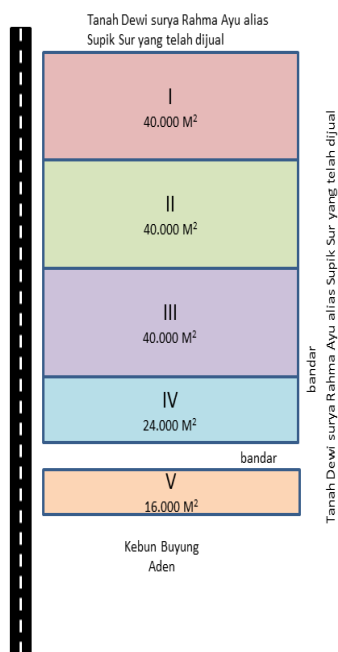 Tanah Dewi surya Rahma Ayu alias
Supik Sur yang telah dijual
I
40.000 M²
II
40.000 M²
III
40.000 M²
IV
24.000 M²
bandar
V
16.000 M²
Kebun Buyung
Aden
bandar
Tanah Dewi surya Rahma Ayu alias Supik Sur yang telah dijual